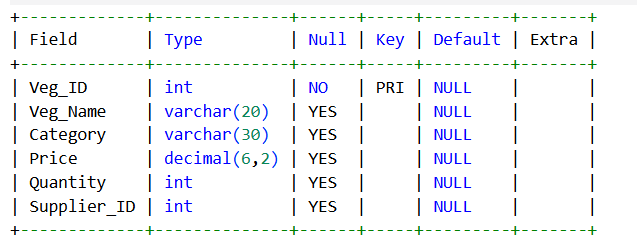 +-------------+--------------+------+-----+---------+-------+
| Field       | Type         | Null | Key | Default | Extra |
+-------------+--------------+------+-----+---------+-------+
| Veg_ID      | int          | NO   | PRI | NULL    |       |
| Veg_Name    | varchar(20)  | YES  |     | NULL    |       |
| Category    | varchar(30)  | YES  |     | NULL    |       |
| Price       | decimal(6,2) | YES  |     | NULL    |       |
| Quantity    | int          | YES  |     | NULL    |       |
| Supplier_ID | int          | YES  |     | NULL    |       |
+-------------+--------------+------+-----+---------+-------+